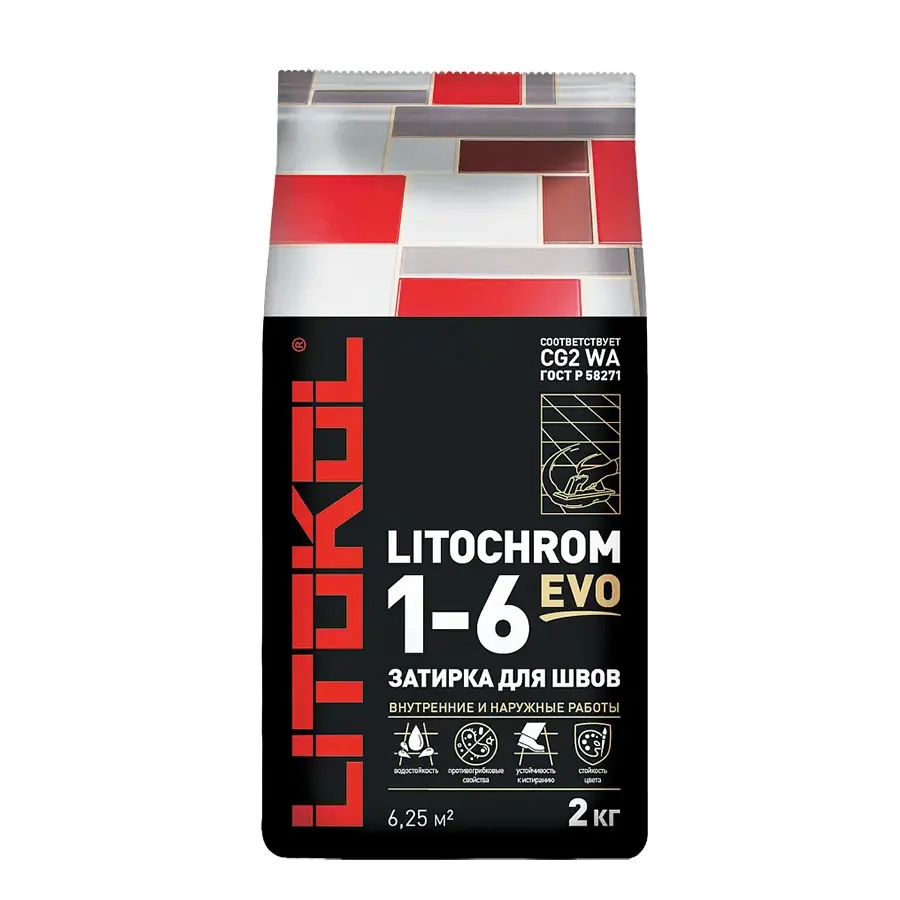 LITOKOL®
СООТВЕТСТВУЕТ
CG2 WA
ГОСТ Р 58271
LITOCHROM
1-6 EVO
ЗАТИРКА ДЛЯ ШВОВ
ВНУТРЕННИЕ И НАРУЖНЫЕ РАБОТЫ
водостойкость
противогрибковые
свойства
устойчивость
к истиранию
стойкость
цвета
6,25 м²
2 кг